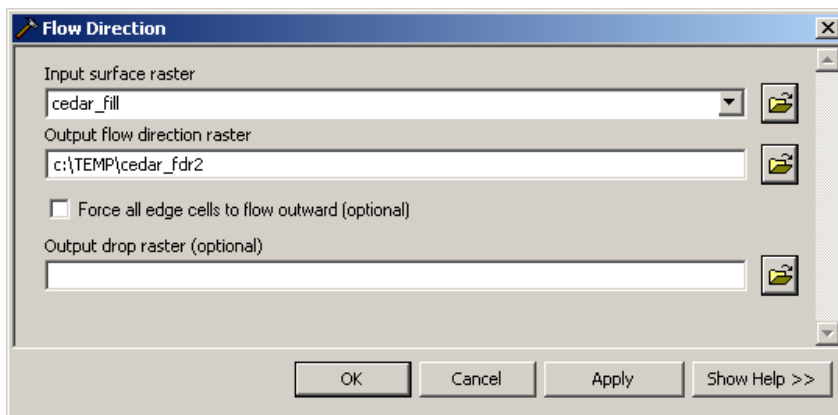 Flow Direction
Input surface raster
cedar_fill
Output flow direction raster
c:\TEMP\cedar_fdr2
Force all edge cells to flow outward (optional)
Output drop raster (optional)
OK Cancel Apply Show Help >>